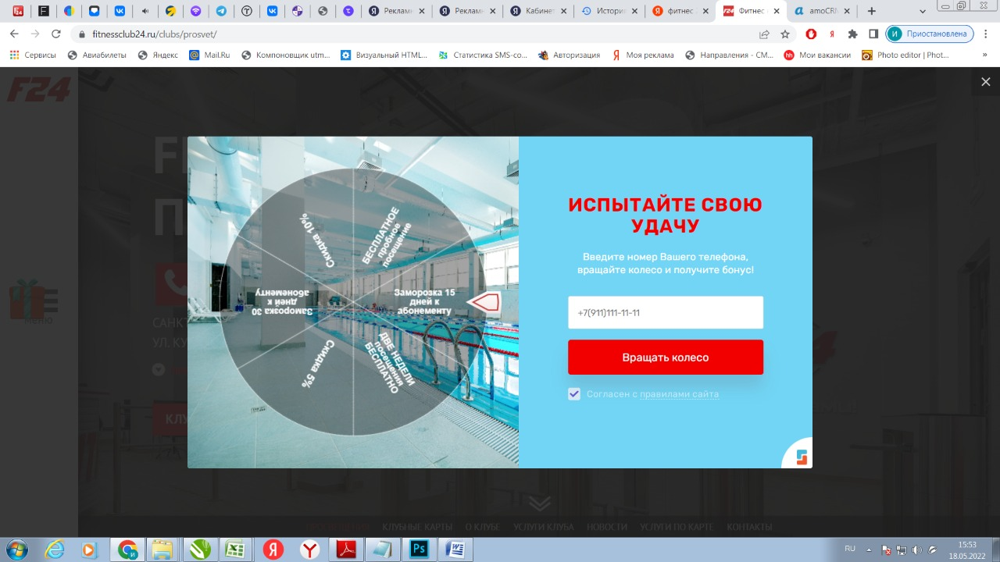 Реклами
Реклам
Кабинет
Истори
фитнес 2
Фитнес
amoCRM
fitnessclub24.ru/clubs/prosvet/
И
Приостановлена
Сервисы
Авиабилеты
Яндекс
Mail.Ru
Компоновщик utm...
Визуальный HTML...
Статистика SMS-со...
Авторизация
Моя реклама
Направления - СМ...
Мои вакансии
Photo editor | Phot...
»
F24
меню
САНКТ
УЛ. КУ
КЛУ
Скидка 10%
БЕСПЛАТНОЕ
пробное
посещение
Заморозка 15
дней к
абонементу
ДВЕ НЕДЕЛИ
посещения
БЕСПЛАТНО
Скидка 5%
Заморозка 30
дней к
абонементу
ИСПЫТАЙТЕ СВОЮ
УДАЧУ
Введите номер Вашего телефона,
вращайте колесо и получите бонус!
+7(911)111-11-11
Вращать колесо
Согласен с правилами сайта
КЛУБНЫЕ КАРТЫ
О КЛУБЕ
УСЛУГИ КЛУБА
НОВОСТИ
УСЛУГИ ПО КАРТЕ
КОНТАКТЫ
RU
15:53
18.05.2022